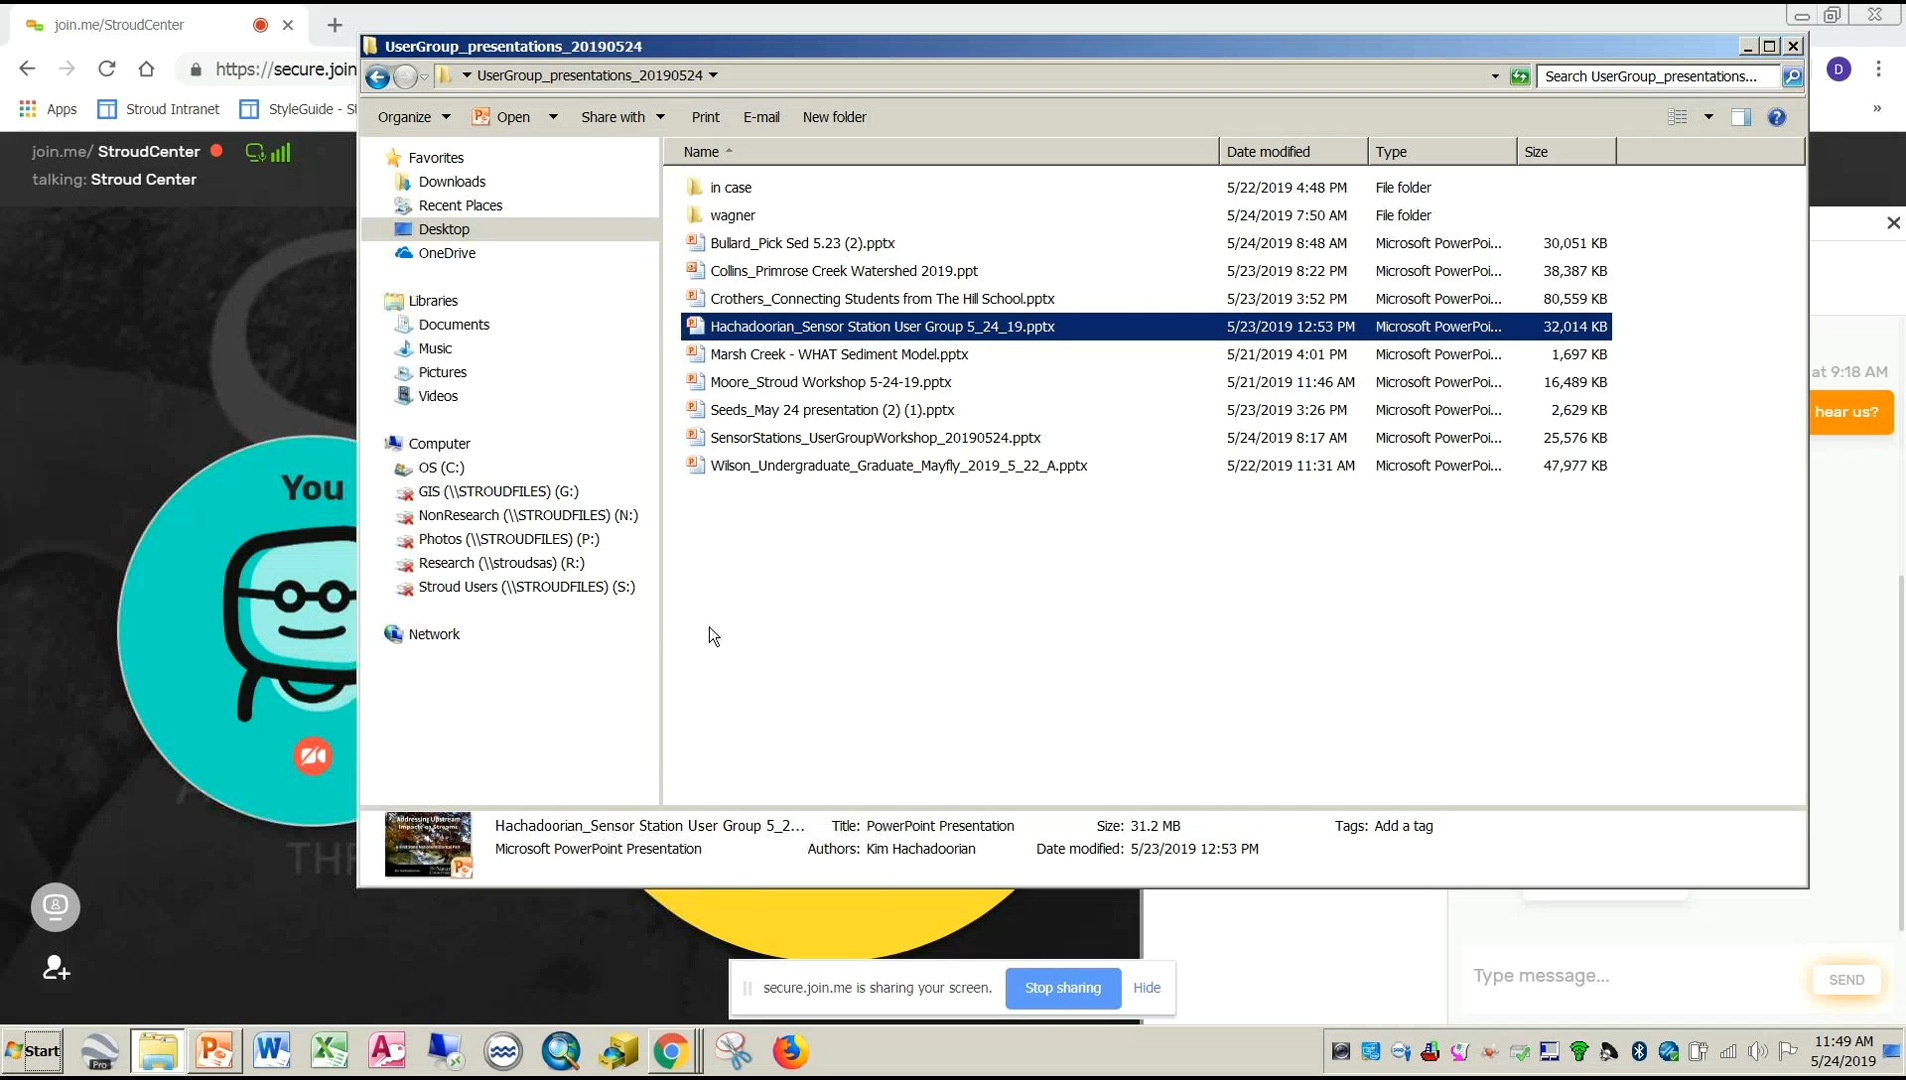 join.me/StroudCenter
https://secure.join
Apps
Stroud Intranet
StyleGuide - St
join.me/ StroudCenter
talking: Stroud Center
You
UserGroup_presentations_20190524
UserGroup_presentations_20190524
Search UserGroup_presentations...
D
Organize
Open
Share with
Print
E-mail
New folder
Favorites
Downloads
Recent Places
Desktop
OneDrive
Libraries
Documents
Music
Pictures
Videos
Computer
OS (C:)
GIS (\\STROUDFILES) (G:)
NonResearch (\\STROUDFILES) (N:)
Photos (\\STROUDFILES) (P:)
Research (\\stroudsas) (R:)
Stroud Users (\\STROUDFILES) (S:)
Network
Name Date modified Type Size
in case 5/22/2019 4:48 PM File folder
wagner 5/24/2019 7:50 AM File folder
Bullard_Pick Sed 5.23 (2).pptx 5/24/2019 8:48 AM Microsoft PowerPoi... 30,051 KB
Collins_Primrose Creek Watershed 2019.ppt 5/23/2019 8:22 PM Microsoft PowerPoi... 38,387 KB
Crothers_Connecting Students from The Hill School.pptx 5/23/2019 3:52 PM Microsoft PowerPoi... 80,559 KB
Hachadoorian_Sensor Station User Group 5_24_19.pptx 5/23/2019 12:53 PM Microsoft PowerPoi... 32,014 KB
Marsh Creek - WHAT Sediment Model.pptx 5/21/2019 4:01 PM Microsoft PowerPoi... 1,697 KB
Moore_Stroud Workshop 5-24-19.pptx 5/21/2019 11:46 AM Microsoft PowerPoi... 16,489 KB
Seeds_May 24 presentation (2) (1).pptx 5/23/2019 3:26 PM Microsoft PowerPoi... 2,629 KB
SensorStations_UserGroupWorkshop_20190524.pptx 5/24/2019 8:17 AM Microsoft PowerPoi... 25,576 KB
Wilson_Undergraduate_Graduate_Mayfly_2019_5_22_A.pptx 5/22/2019 11:31 AM Microsoft PowerPoi... 47,977 KB
at 9:18 AM
hear us?
Addressing Upstream
Impacts on Streams
Hachadoorian_Sensor Station User Group 5_2... Title: PowerPoint Presentation Size: 31.2 MB Tags: Add a tag
Microsoft PowerPoint Presentation Authors: Kim Hachadoorian Date modified: 5/23/2019 12:53 PM
TH
secure.join.me is sharing your screen.
Stop sharing
Hide
Type message...
SEND
Start
Pro
11:49 AM
5/24/2019